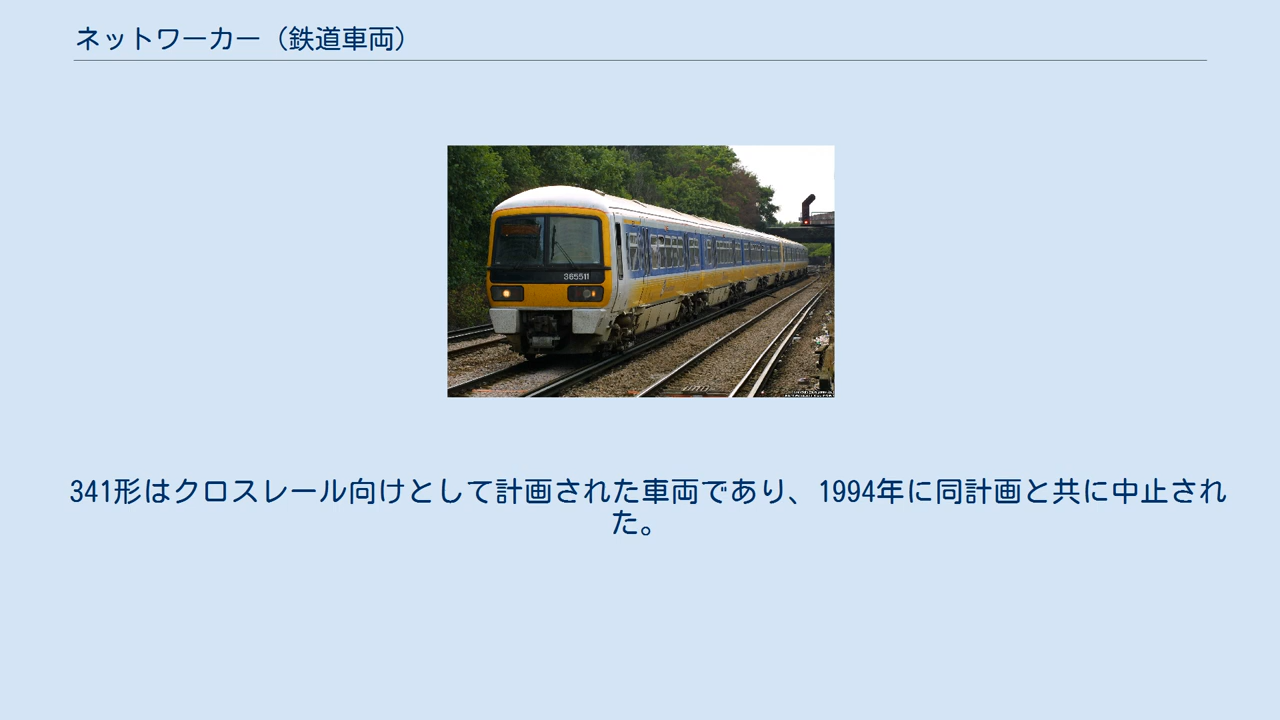 ネットワーカー（鉄道車両）
365511
341形はクロスレール向けとして計画された車両であり、1994年に同計画と共に中止され
た。